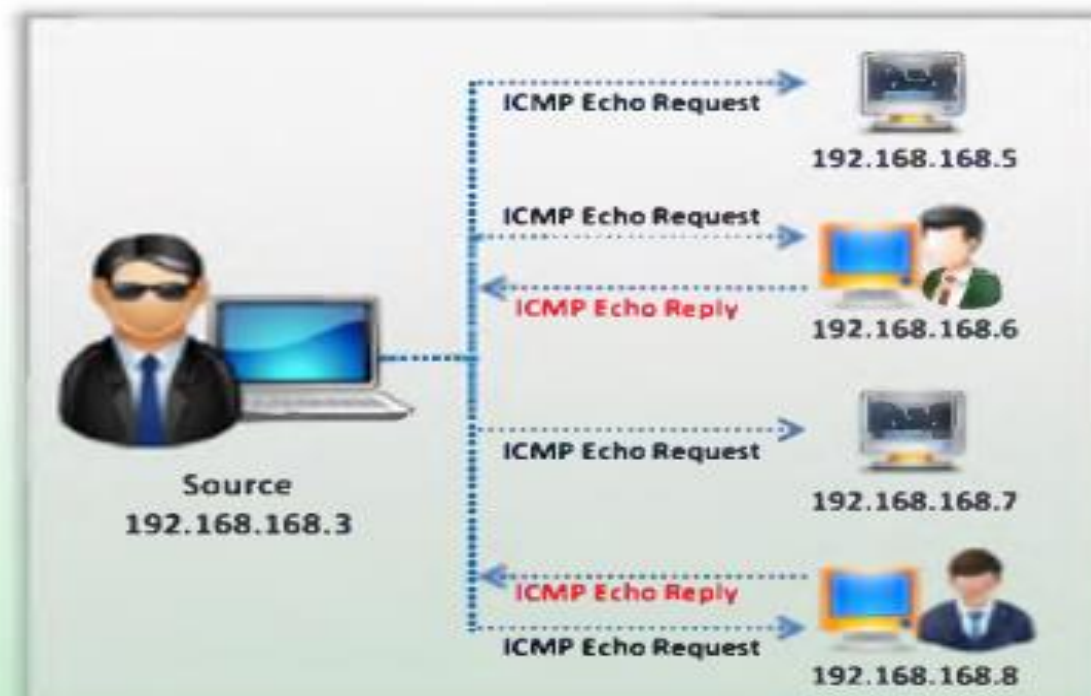 ICMP Echo Request
192.168.168.5
ICMP Echo Request
ICMP Echo Reply
192.168.168.6
Source
192.168.168.3
ICMP Echo Request
192.168.168.7
ICMP Echo Reply
ICMP Echo Request
192.168.168.8